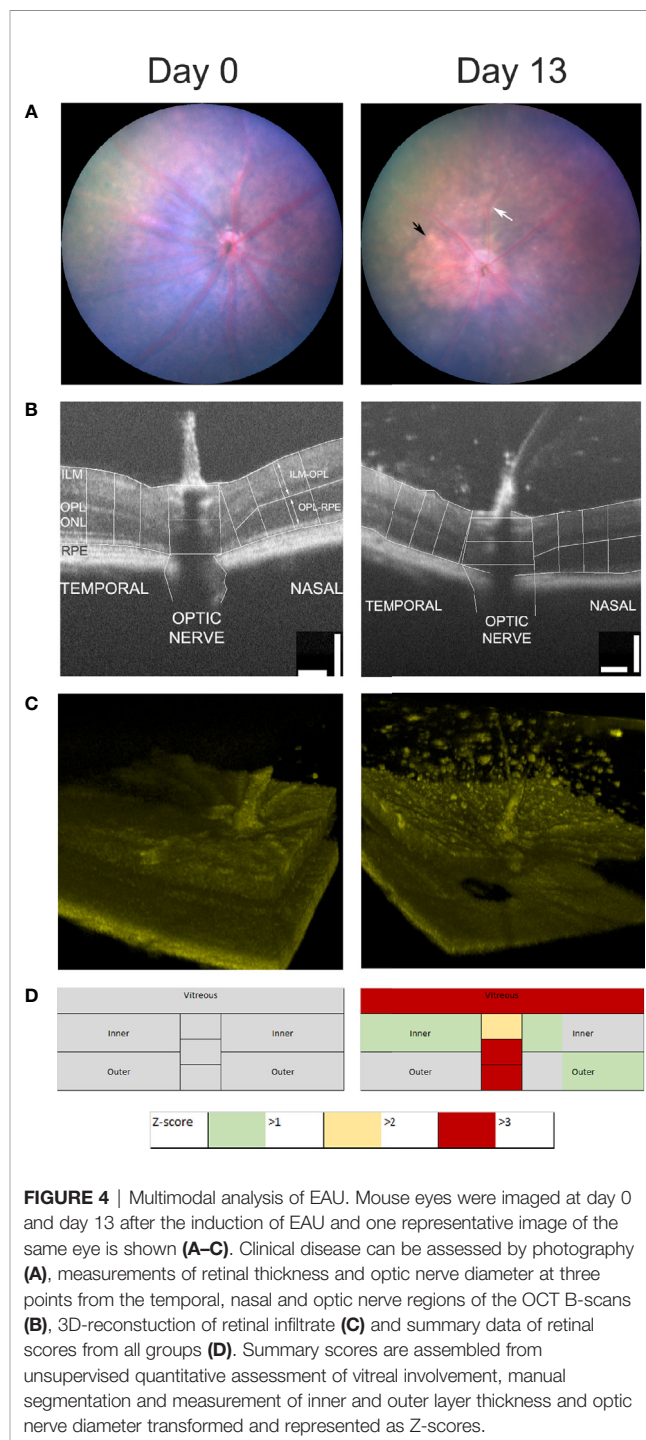 Day 0 Day 13
A
B
ILM
OPL
ONL
RPE
ILM-OPL
OPL-RPE
TEMPORAL
OPTIC
NERVE
NASAL
TEMPORAL
OPTIC
NERVE
NASAL
C
D
Vitreous
Inner Inner
Outer Outer
Vitreous
Inner Inner
Outer Outer
Z-score >1 >2 >3
FIGURE 4 | Multimodal analysis of EAU. Mouse eyes were imaged at day 0
and day 13 after the induction of EAU and one representative image of the
same eye is shown (A–C). Clinical disease can be assessed by photography
(A), measurements of retinal thickness and optic nerve diameter at three
points from the temporal, nasal and optic nerve regions of the OCT B-scans
(B), 3D-reconstuction of retinal infiltrate (C) and summary data of retinal
scores from all groups (D). Summary scores are assembled from
unsupervised quantitative assessment of vitreal involvement, manual
segmentation and measurement of inner and outer layer thickness and optic
nerve diameter transformed and represented as Z-scores.